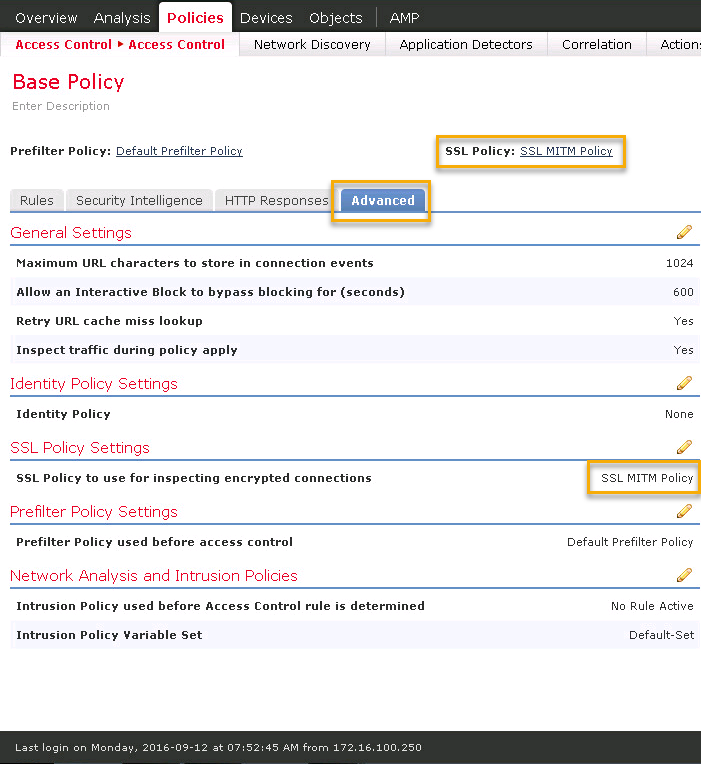 Overview Analysis Policies Devices Objects AMP
Access Control ▸ Access Control Network Discovery Application Detectors Correlation Action
Base Policy
Enter Description
Prefilter Policy: Default Prefilter Policy SSL Policy: SSL MITM Policy
Rules Security Intelligence HTTP Responses Advanced
General Settings
Maximum URL characters to store in connection events 1024
Allow an Interactive Block to bypass blocking for (seconds) 600
Retry URL cache miss lookup Yes
Inspect traffic during policy apply Yes
Identity Policy Settings
Identity Policy None
SSL Policy Settings
SSL Policy to use for inspecting encrypted connections SSL MITM Policy
Prefilter Policy Settings
Prefilter Policy used before access control Default Prefilter Policy
Network Analysis and Intrusion Policies
Intrusion Policy used before Access Control rule is determined No Rule Active
Intrusion Policy Variable Set Default-Set
Last login on Monday, 2016-09-12 at 07:52:45 AM from 172.16.100.250